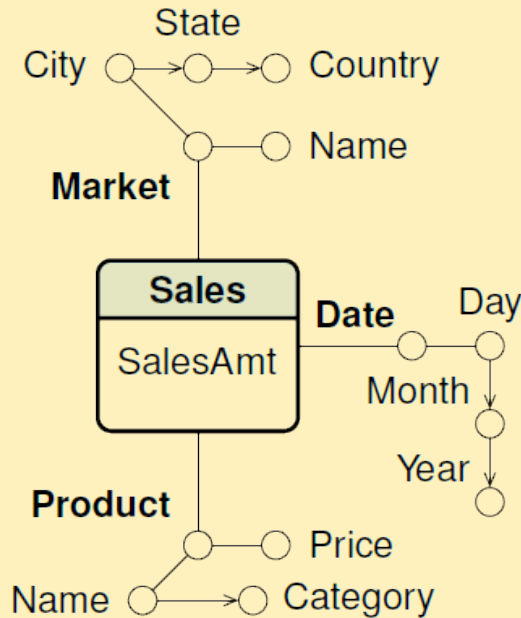 State
City
Country
Name
Market
Sales
SalesAmt
Date
Day
Month
Year
Product
Price
Name
Category